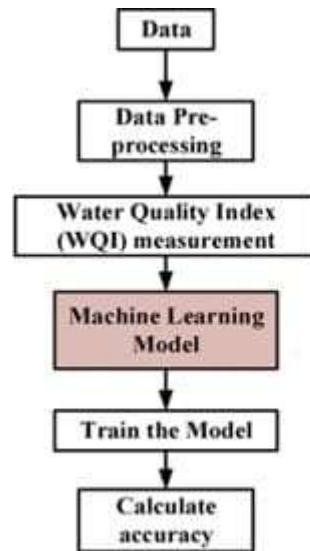 Data
Data Pre-
processing
Water Quality Index
(WQI) measurement
Machine Learning
Model
Train the Model
Calculate
accuracy